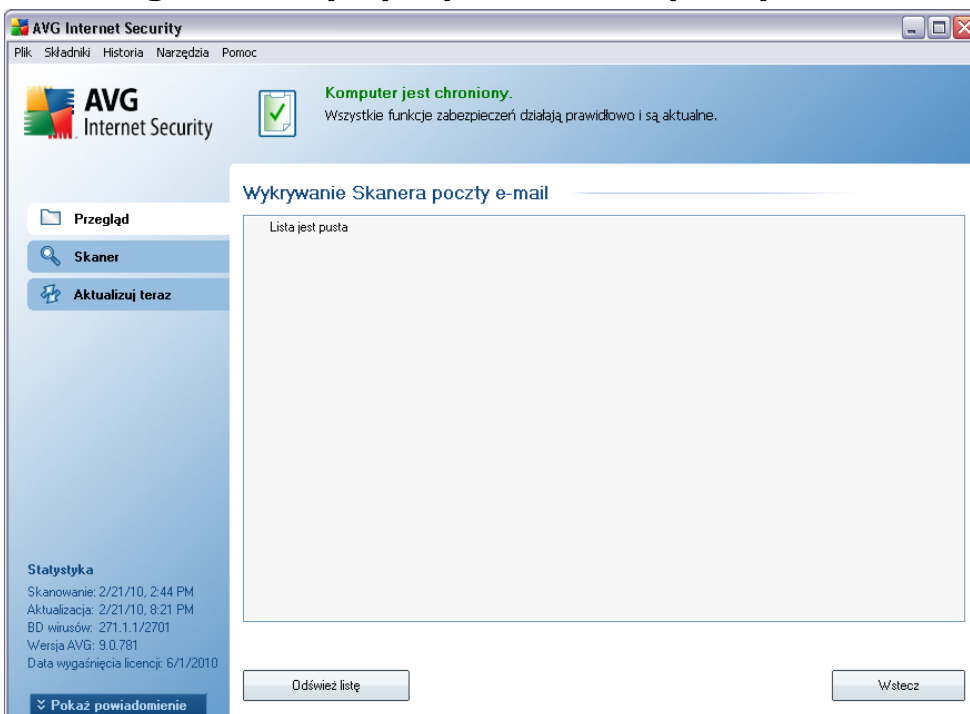 AVG Internet Security
Plik Składniki Historia Narzędzia Pomoc
AVG
Internet Security
Komputer jest chroniony.
Wszystkie funkcje zabezpieczeń działają prawidłowo i są aktualne.
Wykrywanie Skanera poczty e-mail
Przegląd
Skaner
Aktualizuj teraz
Lista jest pusta
Statystyka
Skanowanie: 2/21/10, 2:44 PM
Aktualizacja: 2/21/10, 8:21 PM
BD wirusów: 271.1.1/2701
Wersja AVG: 9.0.781
Data wygaśnięcia licencji: 6/1/2010
Pokaż powiadomienie
Odśwież listę
Wstecz